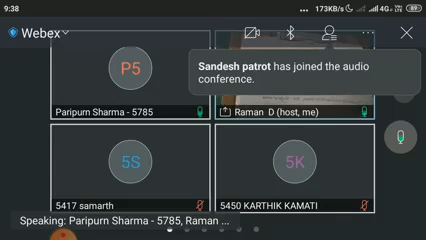 9:38
... 173KB/s 4G+ 89
Webex
Sandesh patrot has joined the audio
conference.
P5
Paripurn Sharma - 5785
Raman D (host, me)
5S
5K
5417 samarth
5450 KARTHIK KAMATI
Speaking: Paripurn Sharma - 5785, Raman ...